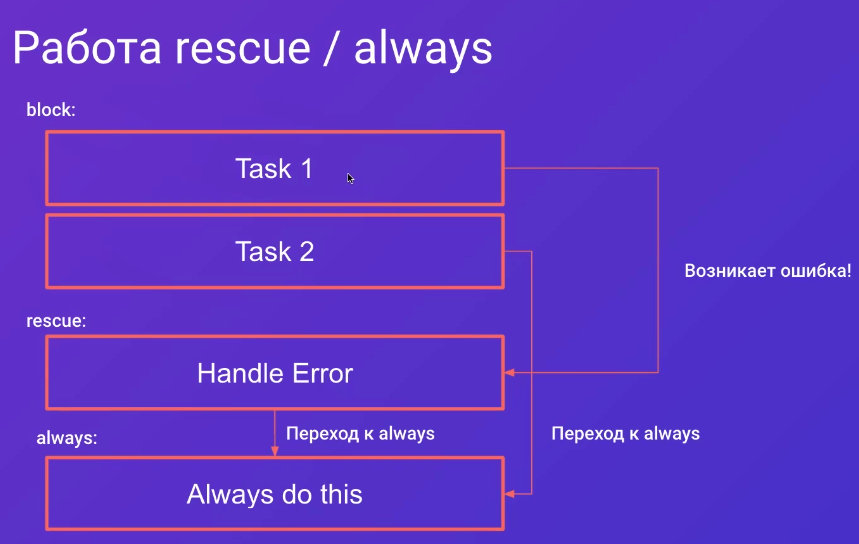 Работа rescue / always
block:
Task 1
Task 2
Возникает ошибка!
rescue:
Handle Error
Переход к always
Переход к always
always:
Always do this